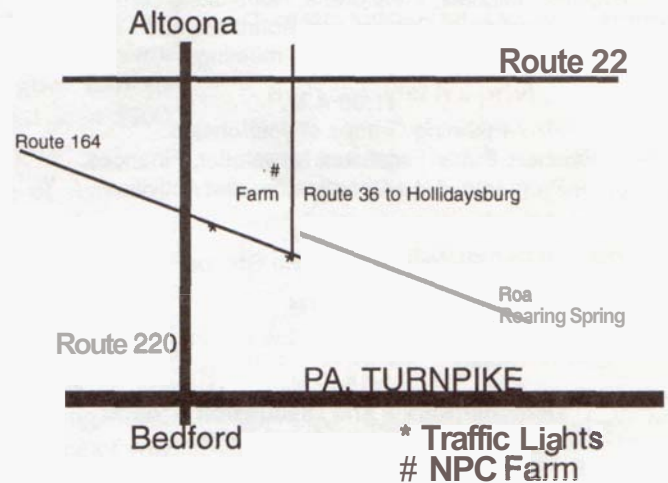 Altoona
Route 22
Route 164
#
Farm
Route 36 to Hollidaysburg
*
*
Roa
Roaring Spring
Route 220
PA. TURNPIKE
Bedford
* Traffic Lights
# NPC Farm